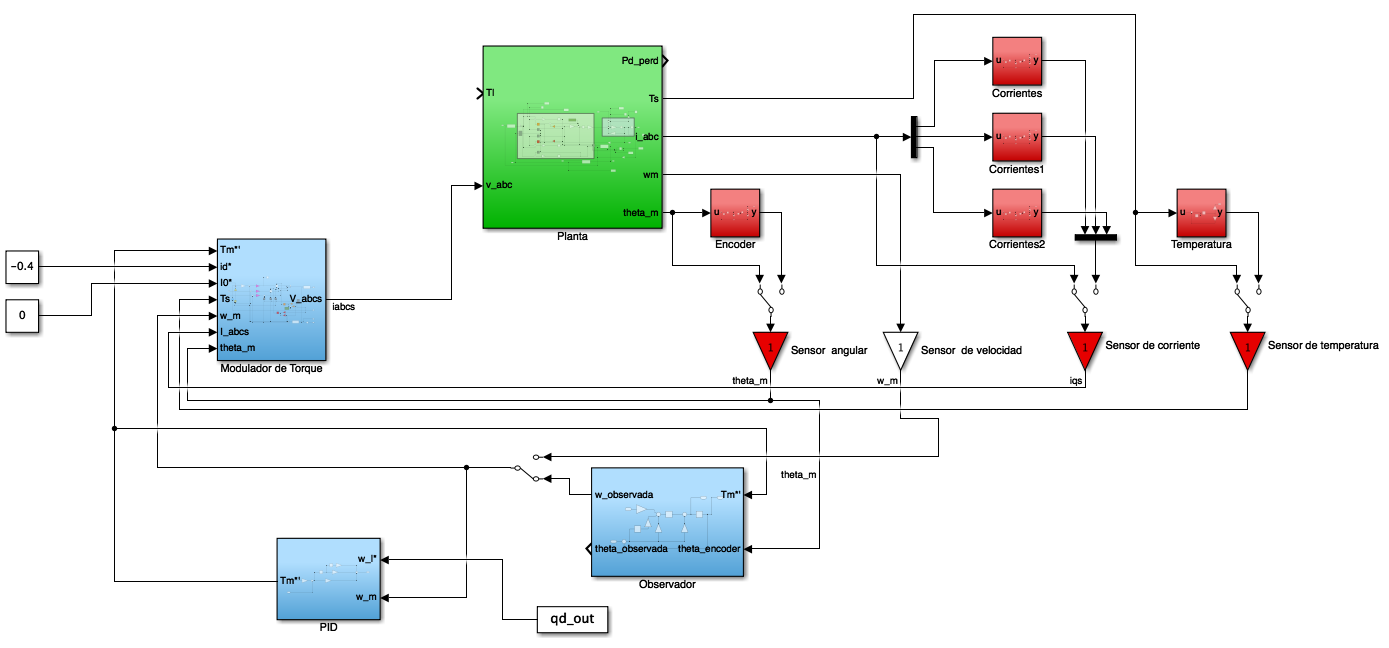 Pd_perd
Tl
Ts
i_abc
wm
v_abc
theta_m
Planta
u
y
Corrientes
u
y
Corrientes1
u
y
Corrientes2
u
y
Encoder
u
y
Temperatura
-0.4
0
Tm*'
id*
I0*
Ts
w_m
I_abcs
theta_m
V_abcs
Modulador de Torque
iabcs
1
Sensor angular
1
Sensor de velocidad
1
Sensor de corriente
1
Sensor de temperatura
theta_m
w_m
iqs
theta_m
w_observada
Tm*'
theta_observada
theta_encoder
Observador
w_l*
Tm*'
w_m
PID
qd_out